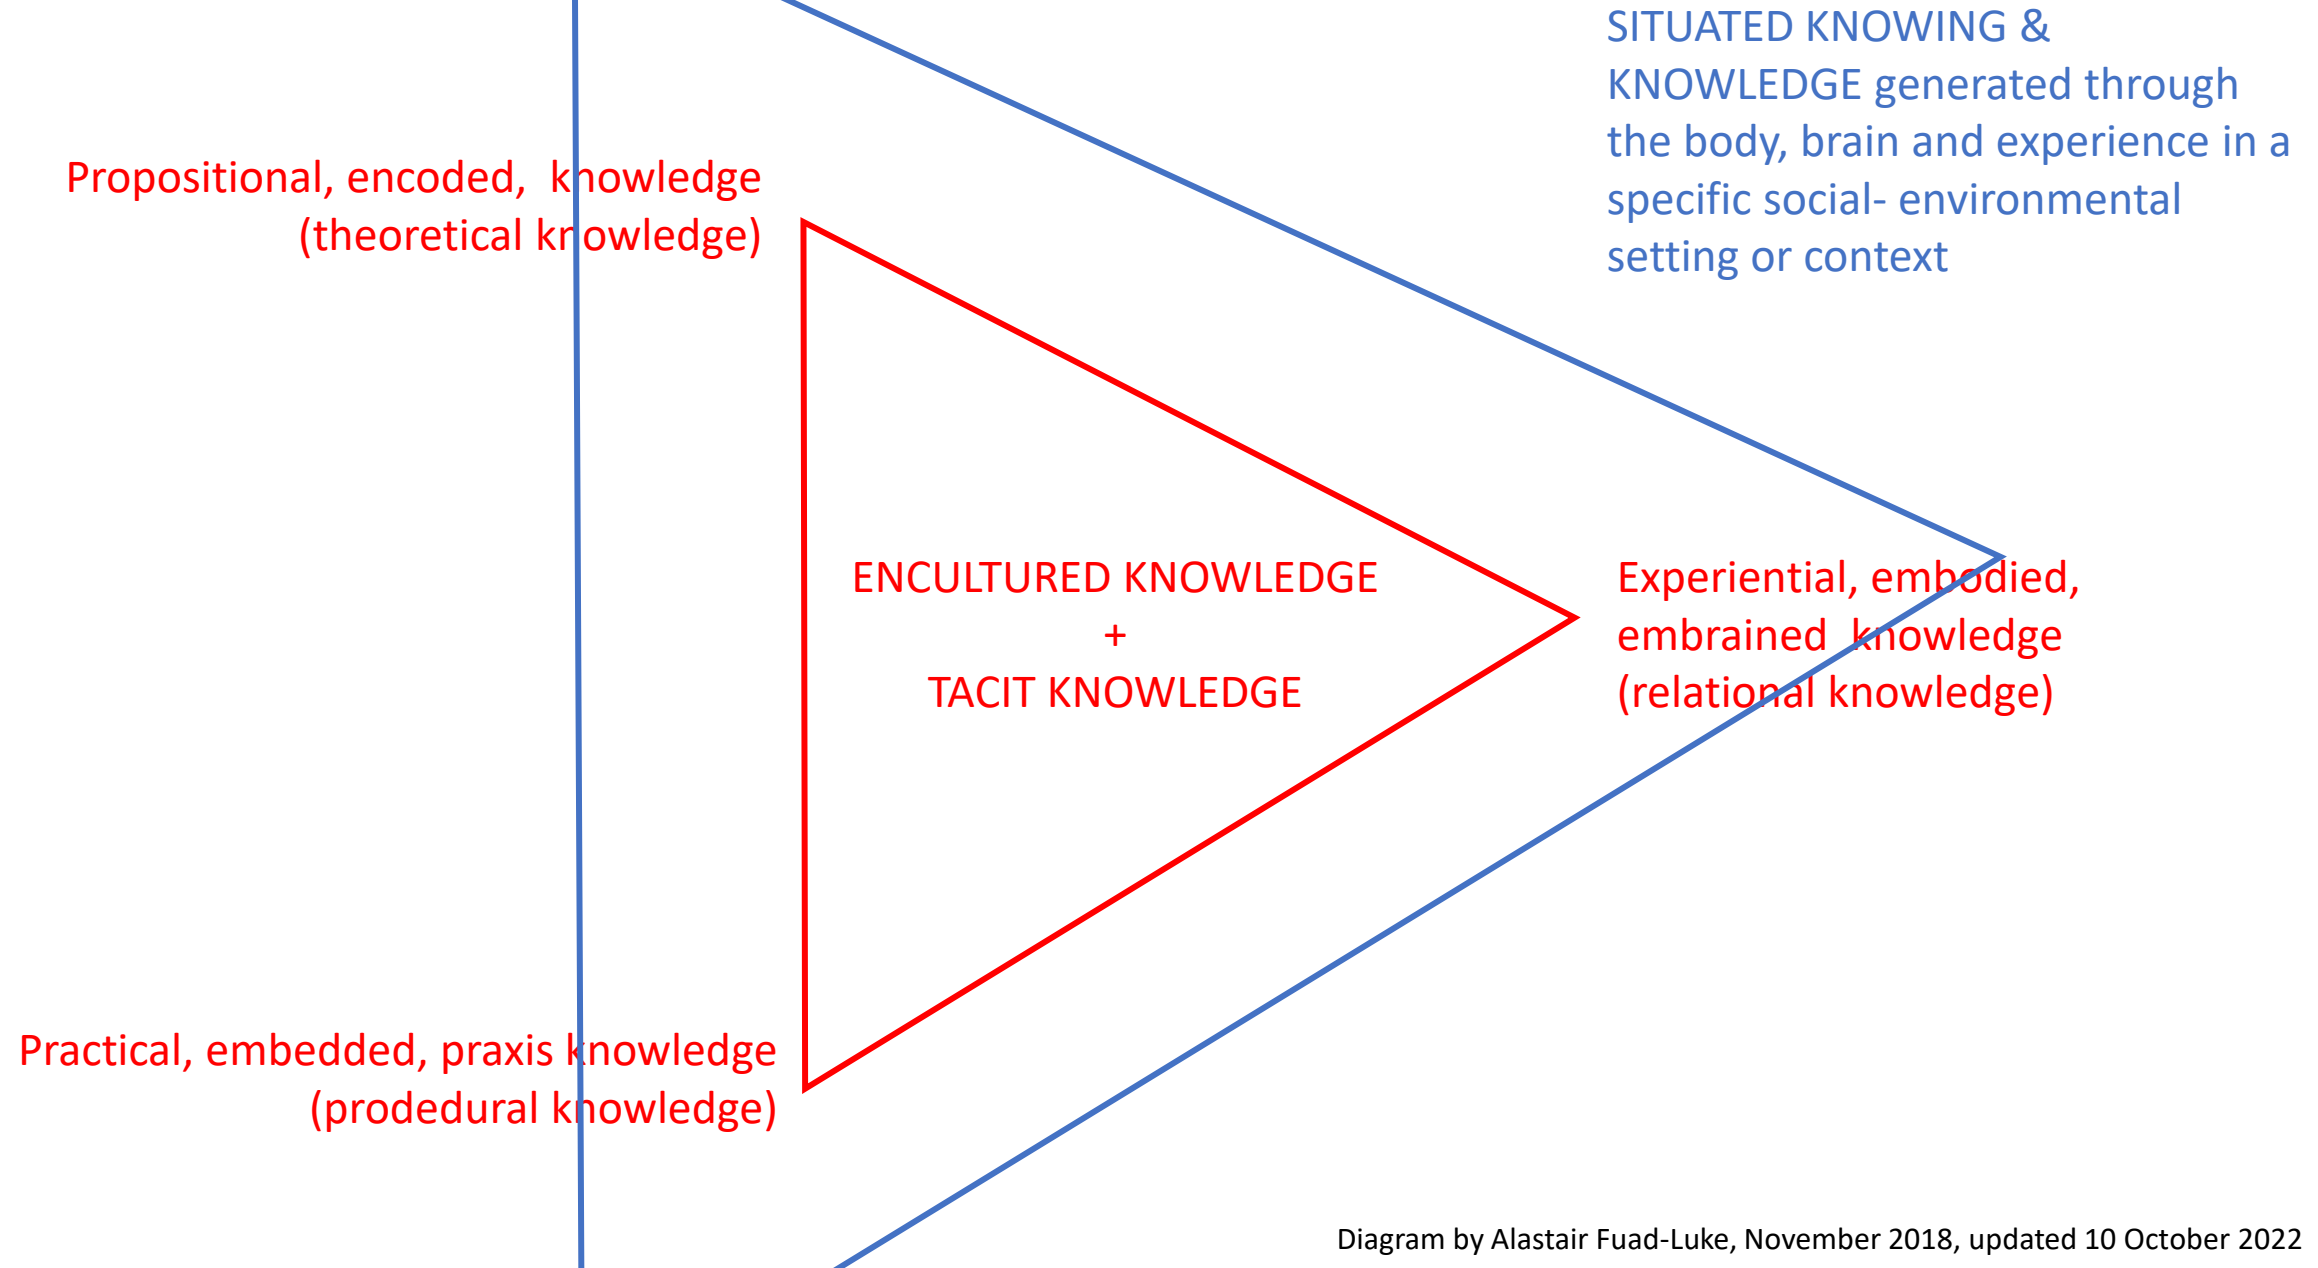 SITUATED KNOWING &
KNOWLEDGE generated through
the body, brain and experience in a
specific social- environmental
setting or context
Propositional, encoded,  knowledge
(theoretical knowledge)
ENCULTURED KNOWLEDGE
+
TACIT KNOWLEDGE
Experiential, embodied,
embrained  knowledge
(relational knowledge)
Practical, embedded, praxis knowledge
(prodedural knowledge)
Diagram by Alastair Fuad-Luke, November 2018, updated 10 October 2022